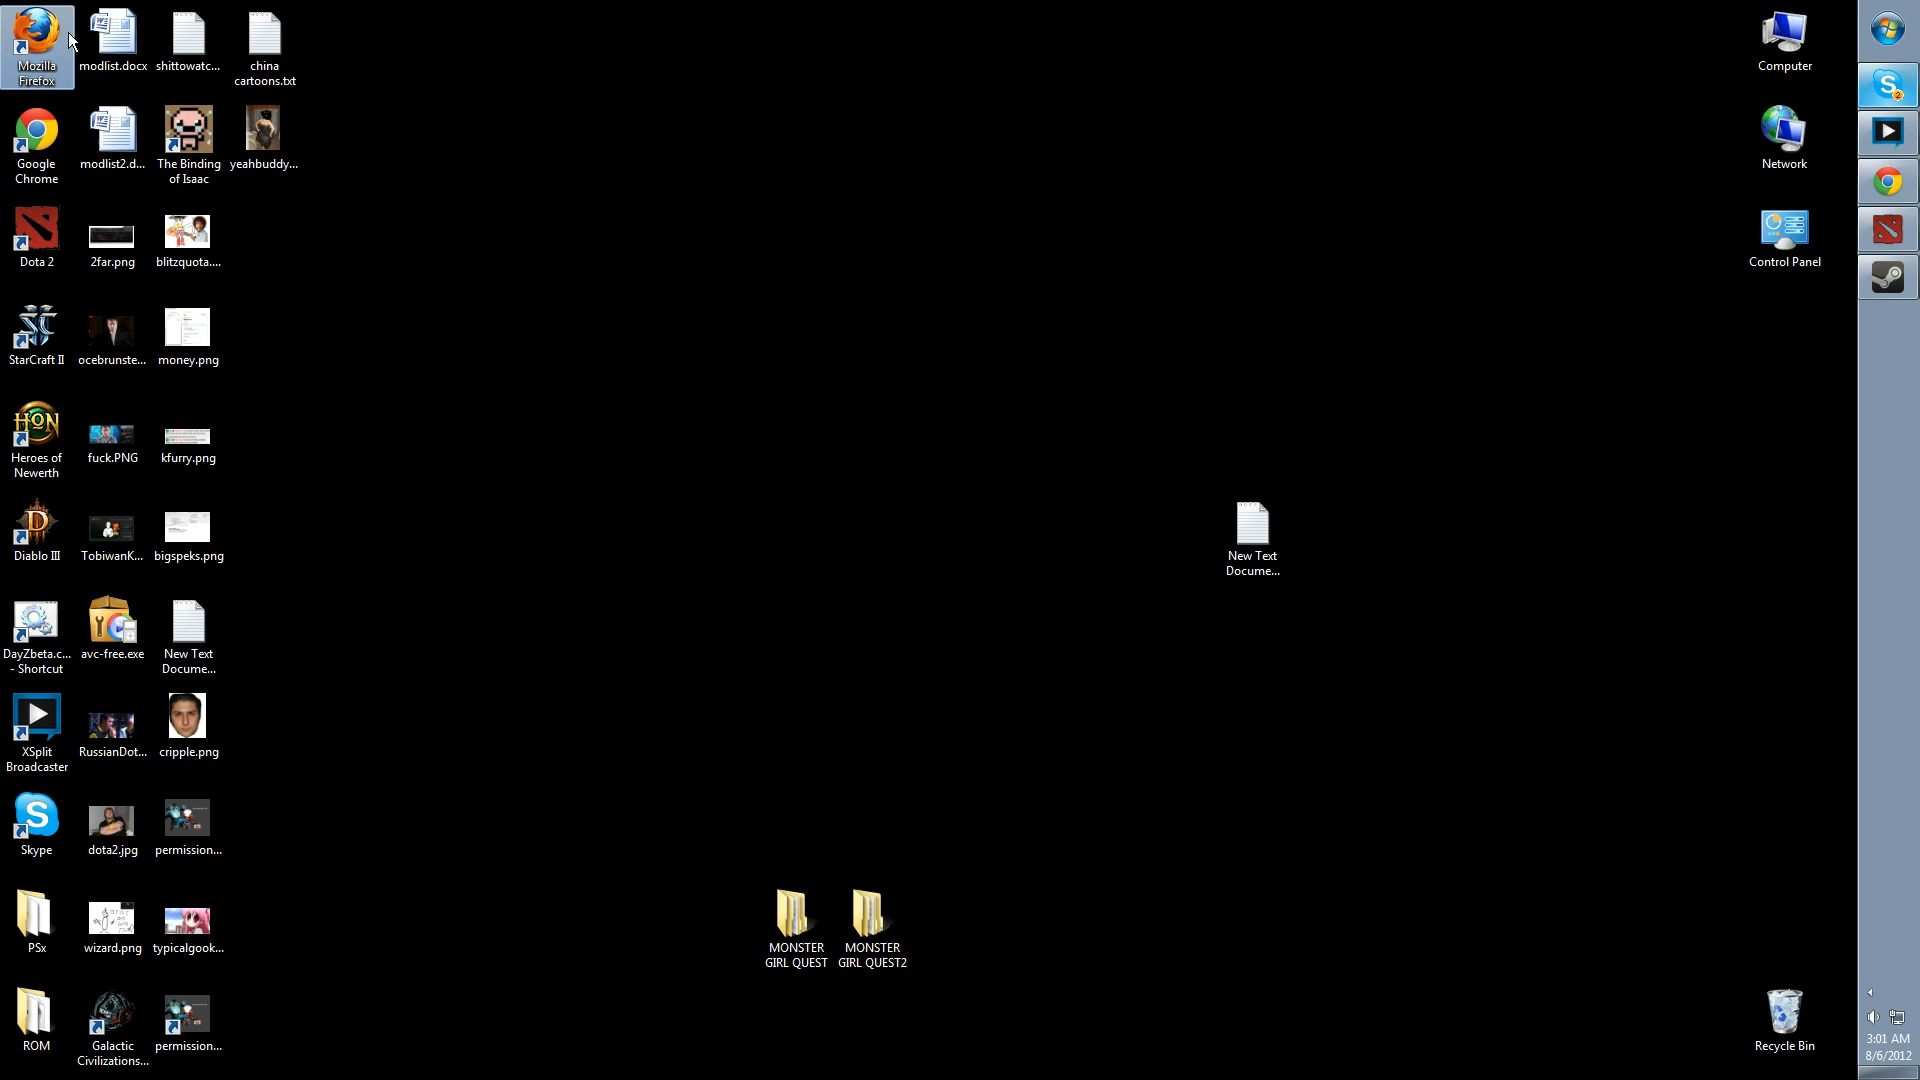 Mozilla
Firefox
modlist.docx
shittowatc...
china
cartoons.txt
Google
Chrome
modlist2.d...
The Binding
of Isaac
yeahbuddy...
Dota 2
2far.png
blitzquota....
StarCraft II
ocebrunste...
money.png
HON
Heroes of
Newerth
fuck.PNG
kfurry.png
Diablo III
TobiwanK...
bigspeks.png
DayZbeta.c...
- Shortcut
avc-free.exe
New Text
Docume...
XSplit
Broadcaster
RussianDot...
cripple.png
Skype
dota2.jpg
permission...
PSx
wizard.png
typicalgook...
ROM
Galactic
Civilizations...
permission...
MONSTER
GIRL QUEST
MONSTER
GIRL QUEST2
New Text
Docume...
Computer
Network
Control Panel
Recycle Bin
2
3:01 AM
8/6/2012